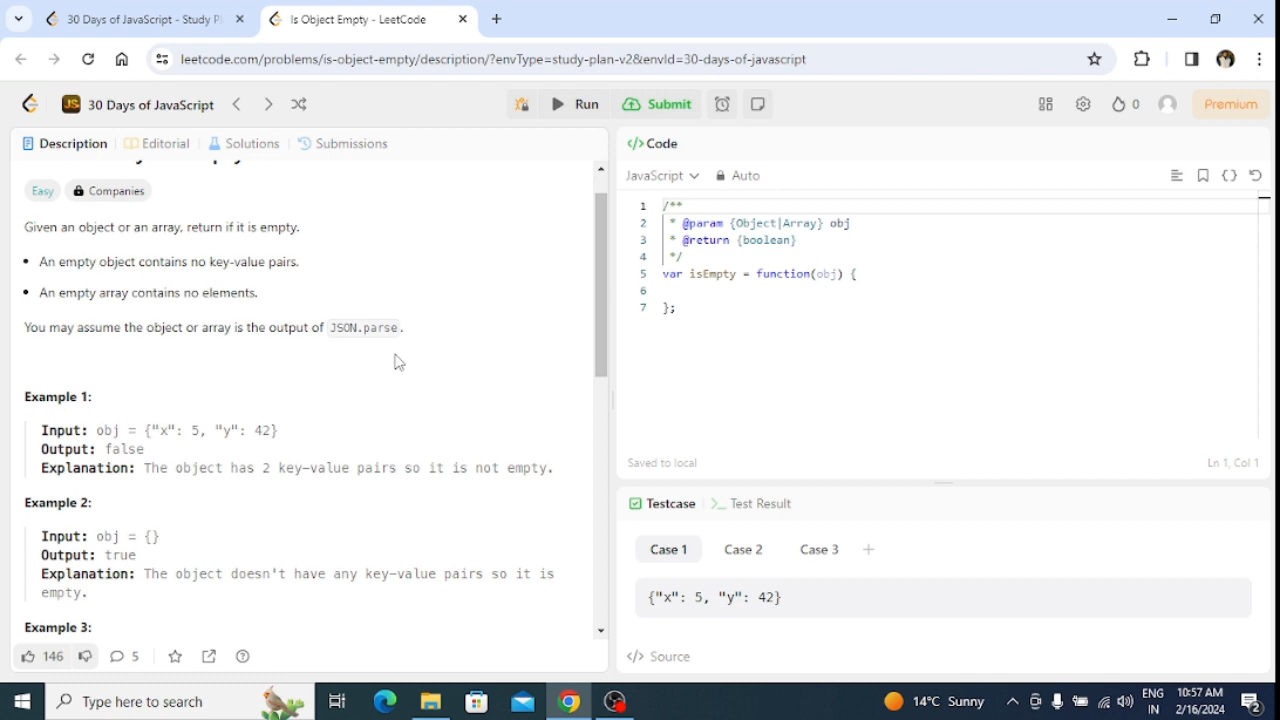 30 Days of JavaScript - Study Pl
Is Object Empty - LeetCode
leetcode.com/problems/is-object-empty/description/?envType=study-plan-v2&envId=30-days-of-javascript
JS 30 Days of JavaScript
Run
Submit
0
Premium
Description
Editorial
Solutions
Submissions
Easy
Companies
Given an object or an array, return if it is empty.
• An empty object contains no key-value pairs.
• An empty array contains no elements.
You may assume the object or array is the output of JSON.parse.
Example 1:
Input: obj = {"x": 5, "y": 42}
Output: false
Explanation: The object has 2 key-value pairs so it is not empty.
Example 2:
Input: obj = {}
Output: true
Explanation: The object doesn't have any key-value pairs so it is
empty.
Example 3:
146
5
</> Code
JavaScript
Auto
1 /**
2 * @param {Object|Array} obj
3 * @return {boolean}
4 */
5 var isEmpty = function(obj) {
6
7 };
Saved to local
Ln 1, Col 1
Testcase
>_ Test Result
Case 1
Case 2
Case 3
{"x": 5, "y": 42}
</> Source
Type here to search
14°C Sunny
ENG
IN
10:57 AM
2/16/2024
2